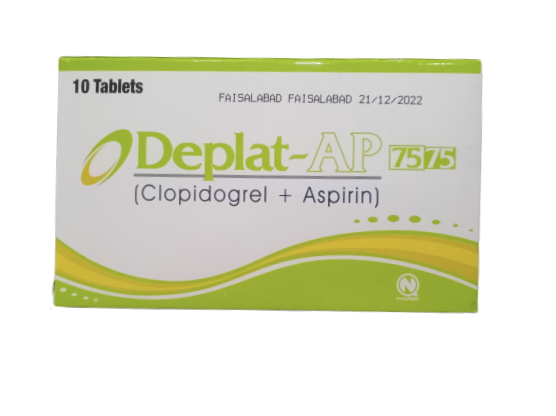 10 Tablets
FAISALABAD FAISALABAD 21/12/2022
Deplat-AP 75 75
(Clopidogrel + Aspirin)